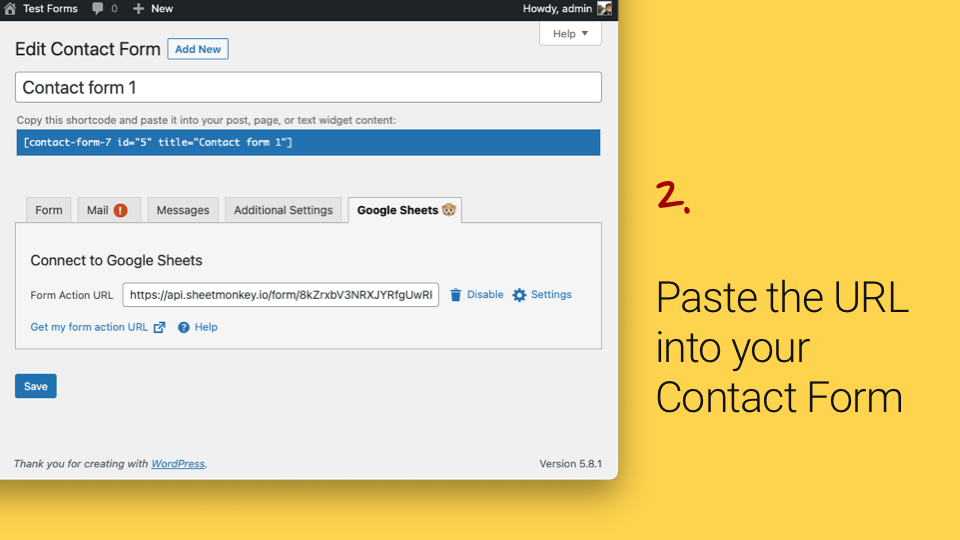 Test Forms 0 New Howdy, admin
Help ▼
Edit Contact Form Add New
Contact form 1
Copy this shortcode and paste it into your post, page, or text widget content:
[contact-form-7 id="5" title="Contact form 1"]
Form Mail ! Messages Additional Settings Google Sheets 🐵
Connect to Google Sheets
Form Action URL https://api.sheetmonkey.io/form/8kZrxbV3NRXJYRfgUwR Disable Settings
Get my form action URL ? Help
Save
Thank you for creating with WordPress. Version 5.8.1
2.
Paste the URL
into your
Contact Form